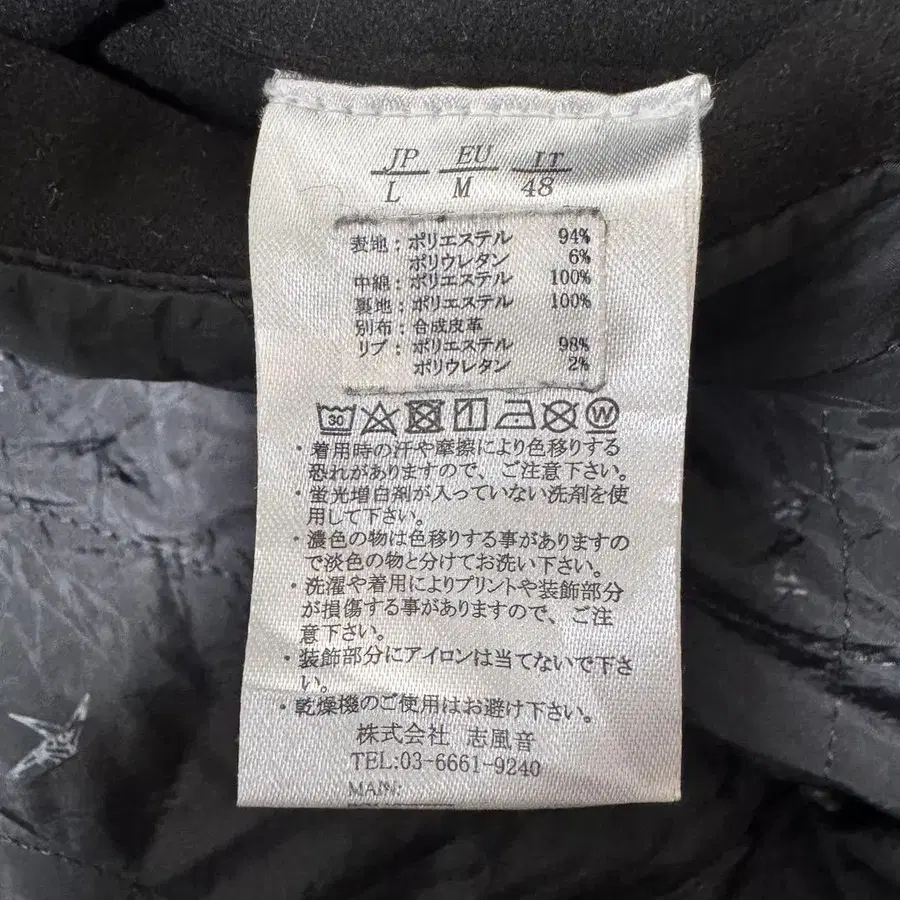 JP EU IT
L M 48
表地：ポリエステル 94%
ポリウレタン 6%
中綿：ポリエステル 100%
裏地：ポリエステル 100%
別布：合成皮革
リブ：ポリエステル 98%
ポリウレタン 2%
30 W
・着用時の汗や摩擦により色移りする
恐れがありますので、ご注意下さい。
・蛍光増白剤が入っていない洗剤を使
用して下さい。
・濃色の物は色移りする事がありますの
で淡色の物と分けてお洗い下さい。
・洗濯や着用によりプリントや装飾部分
が損傷する事がありますので、ご注
意下さい。
・装飾部分にアイロンは当てないで下さ
い。
・乾燥機のご使用はお避け下さい。
株式会社 志風音
TEL:03-6661-9240
MAIN: